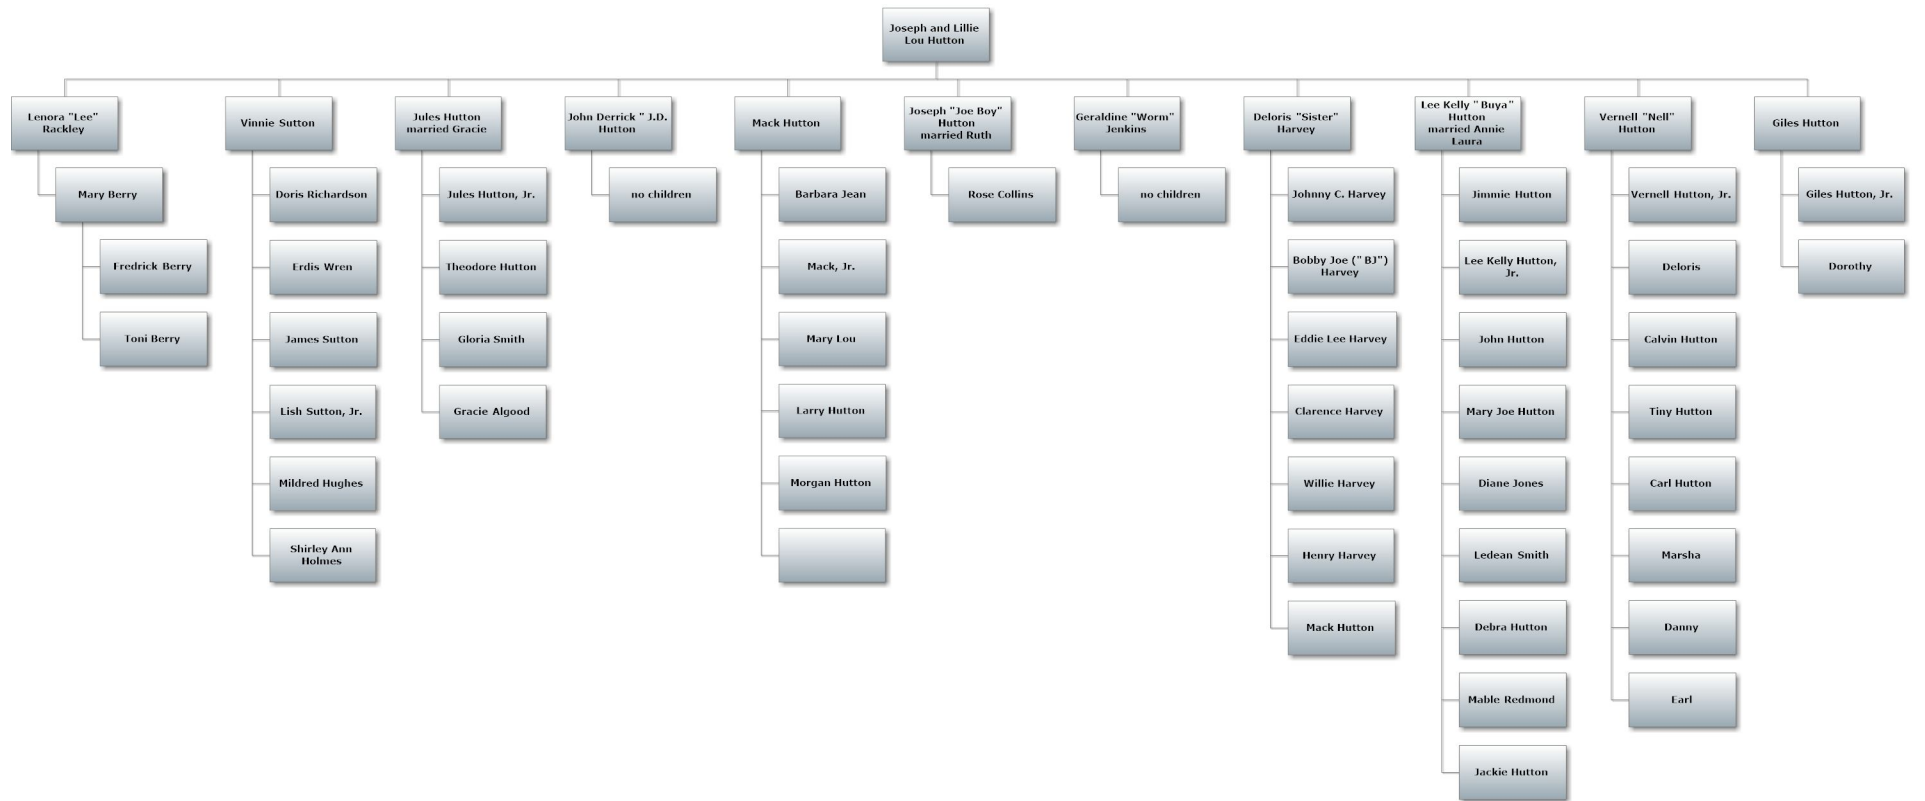 Joseph and Lillie
Lou Hutton
Lenora "Lee"
Rackley
Mary Berry
Fredrick Berry
Toni Berry
Vinnie Sutton
Doris Richardson
Erdis Wren
James Sutton
Lish Sutton, Jr.
Mildred Hughes
Shirley Ann
Holmes
Jules Hutton
married Gracie
Jules Hutton, Jr.
Theodore Hutton
Gloria Smith
Gracie Algood
John Derrick "J.D.
Hutton
no children
Mack Hutton
Barbara Jean
Mack, Jr.
Mary Lou
Larry Hutton
Morgan Hutton
Joseph "Joe Boy"
Hutton
married Ruth
Rose Collins
Geraldine "Worm"
Jenkins
no children
Deloris "Sister"
Harvey
Johnny C. Harvey
Bobby Joe ("BJ")
Harvey
Eddie Lee Harvey
Clarence Harvey
Willie Harvey
Henry Harvey
Mack Hutton
Lee Kelly "Buya"
Hutton
married Annie
Laura
Jimmie Hutton
Lee Kelly Hutton,
Jr.
John Hutton
Mary Joe Hutton
Diane Jones
Ledean Smith
Debra Hutton
Mable Redmond
Jackie Hutton
Vernell "Nell"
Hutton
Vernell Hutton, Jr.
Deloris
Calvin Hutton
Tiny Hutton
Carl Hutton
Marsha
Danny
Earl
Giles Hutton
Giles Hutton, Jr.
Dorothy